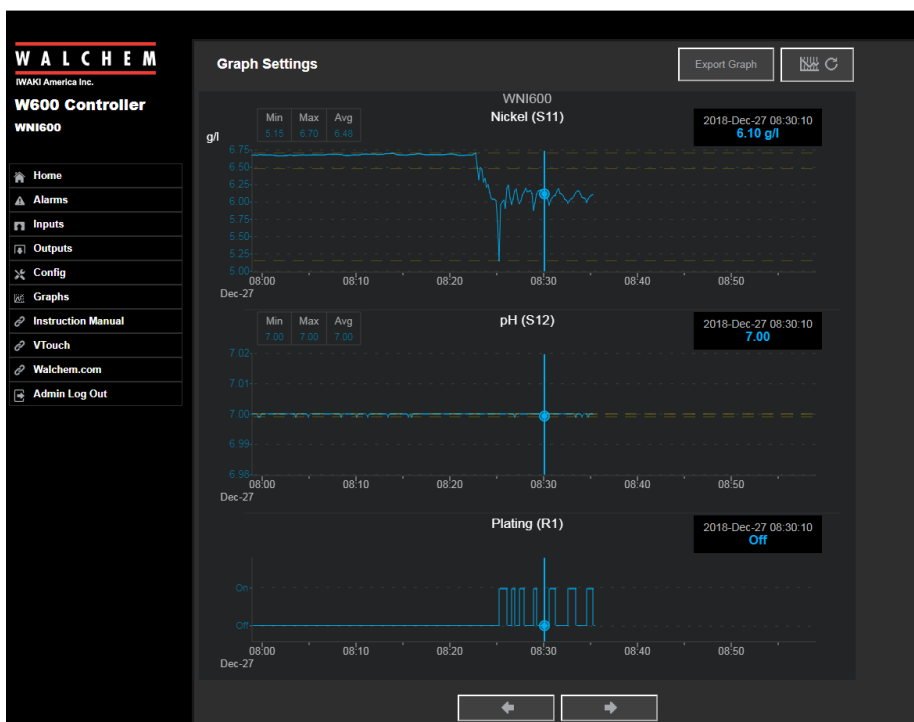 WALCHEM
IWAKI America Inc.
W600 Controller
WNI600
Home
Alarms
Inputs
Outputs
Config
Graphs
Instruction Manual
VTouch
Walchem.com
Admin Log Out
Graph Settings
Export Graph
WNI600
Nickel (S11)
Min Max Avg
5.15 6.70 6.48
2018-Dec-27 08:30:10
6.10 g/l
g/l
6.75
6.50
6.25
6.00
5.75
5.50
5.25
5.00
08:00 08:10 08:20 08:30 08:40 08:50
Dec-27
pH (S12)
Min Max Avg
7.00 7.00 7.00
2018-Dec-27 08:30:10
7.00
7.02
7.01
7.00
6.99
6.98
08:00 08:10 08:20 08:30 08:40 08:50
Dec-27
Plating (R1)
2018-Dec-27 08:30:10
Off
On
Off
08:00 08:10 08:20 08:30 08:40 08:50
Dec-27